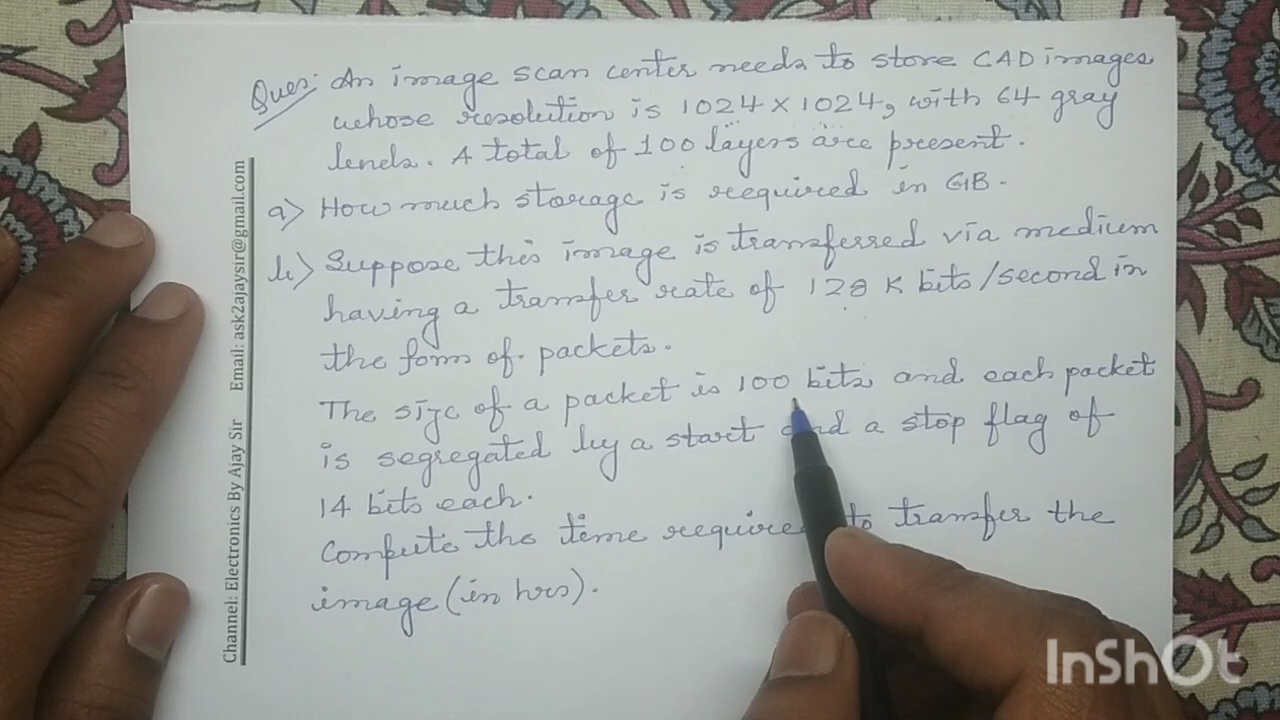 Ques: An image scan center needs to store CAD images
whose resolution is 1024 × 1024, with 64 gray
levels. A total of 100 layers are present.
a) How much storage is required in GB.
b) Suppose this image is transferred via medium
having a transfer rate of 128 K bits/second in
the form of packets.
The size of a packet is 100 bits and each packet
is segregated by a start and a stop flag of
14 bits each.
Compute the time required to transfer the
image (in hrs).
Channel: Electronics By Ajay Sir Email: ask2ajaysir@gmail.com
InShOt